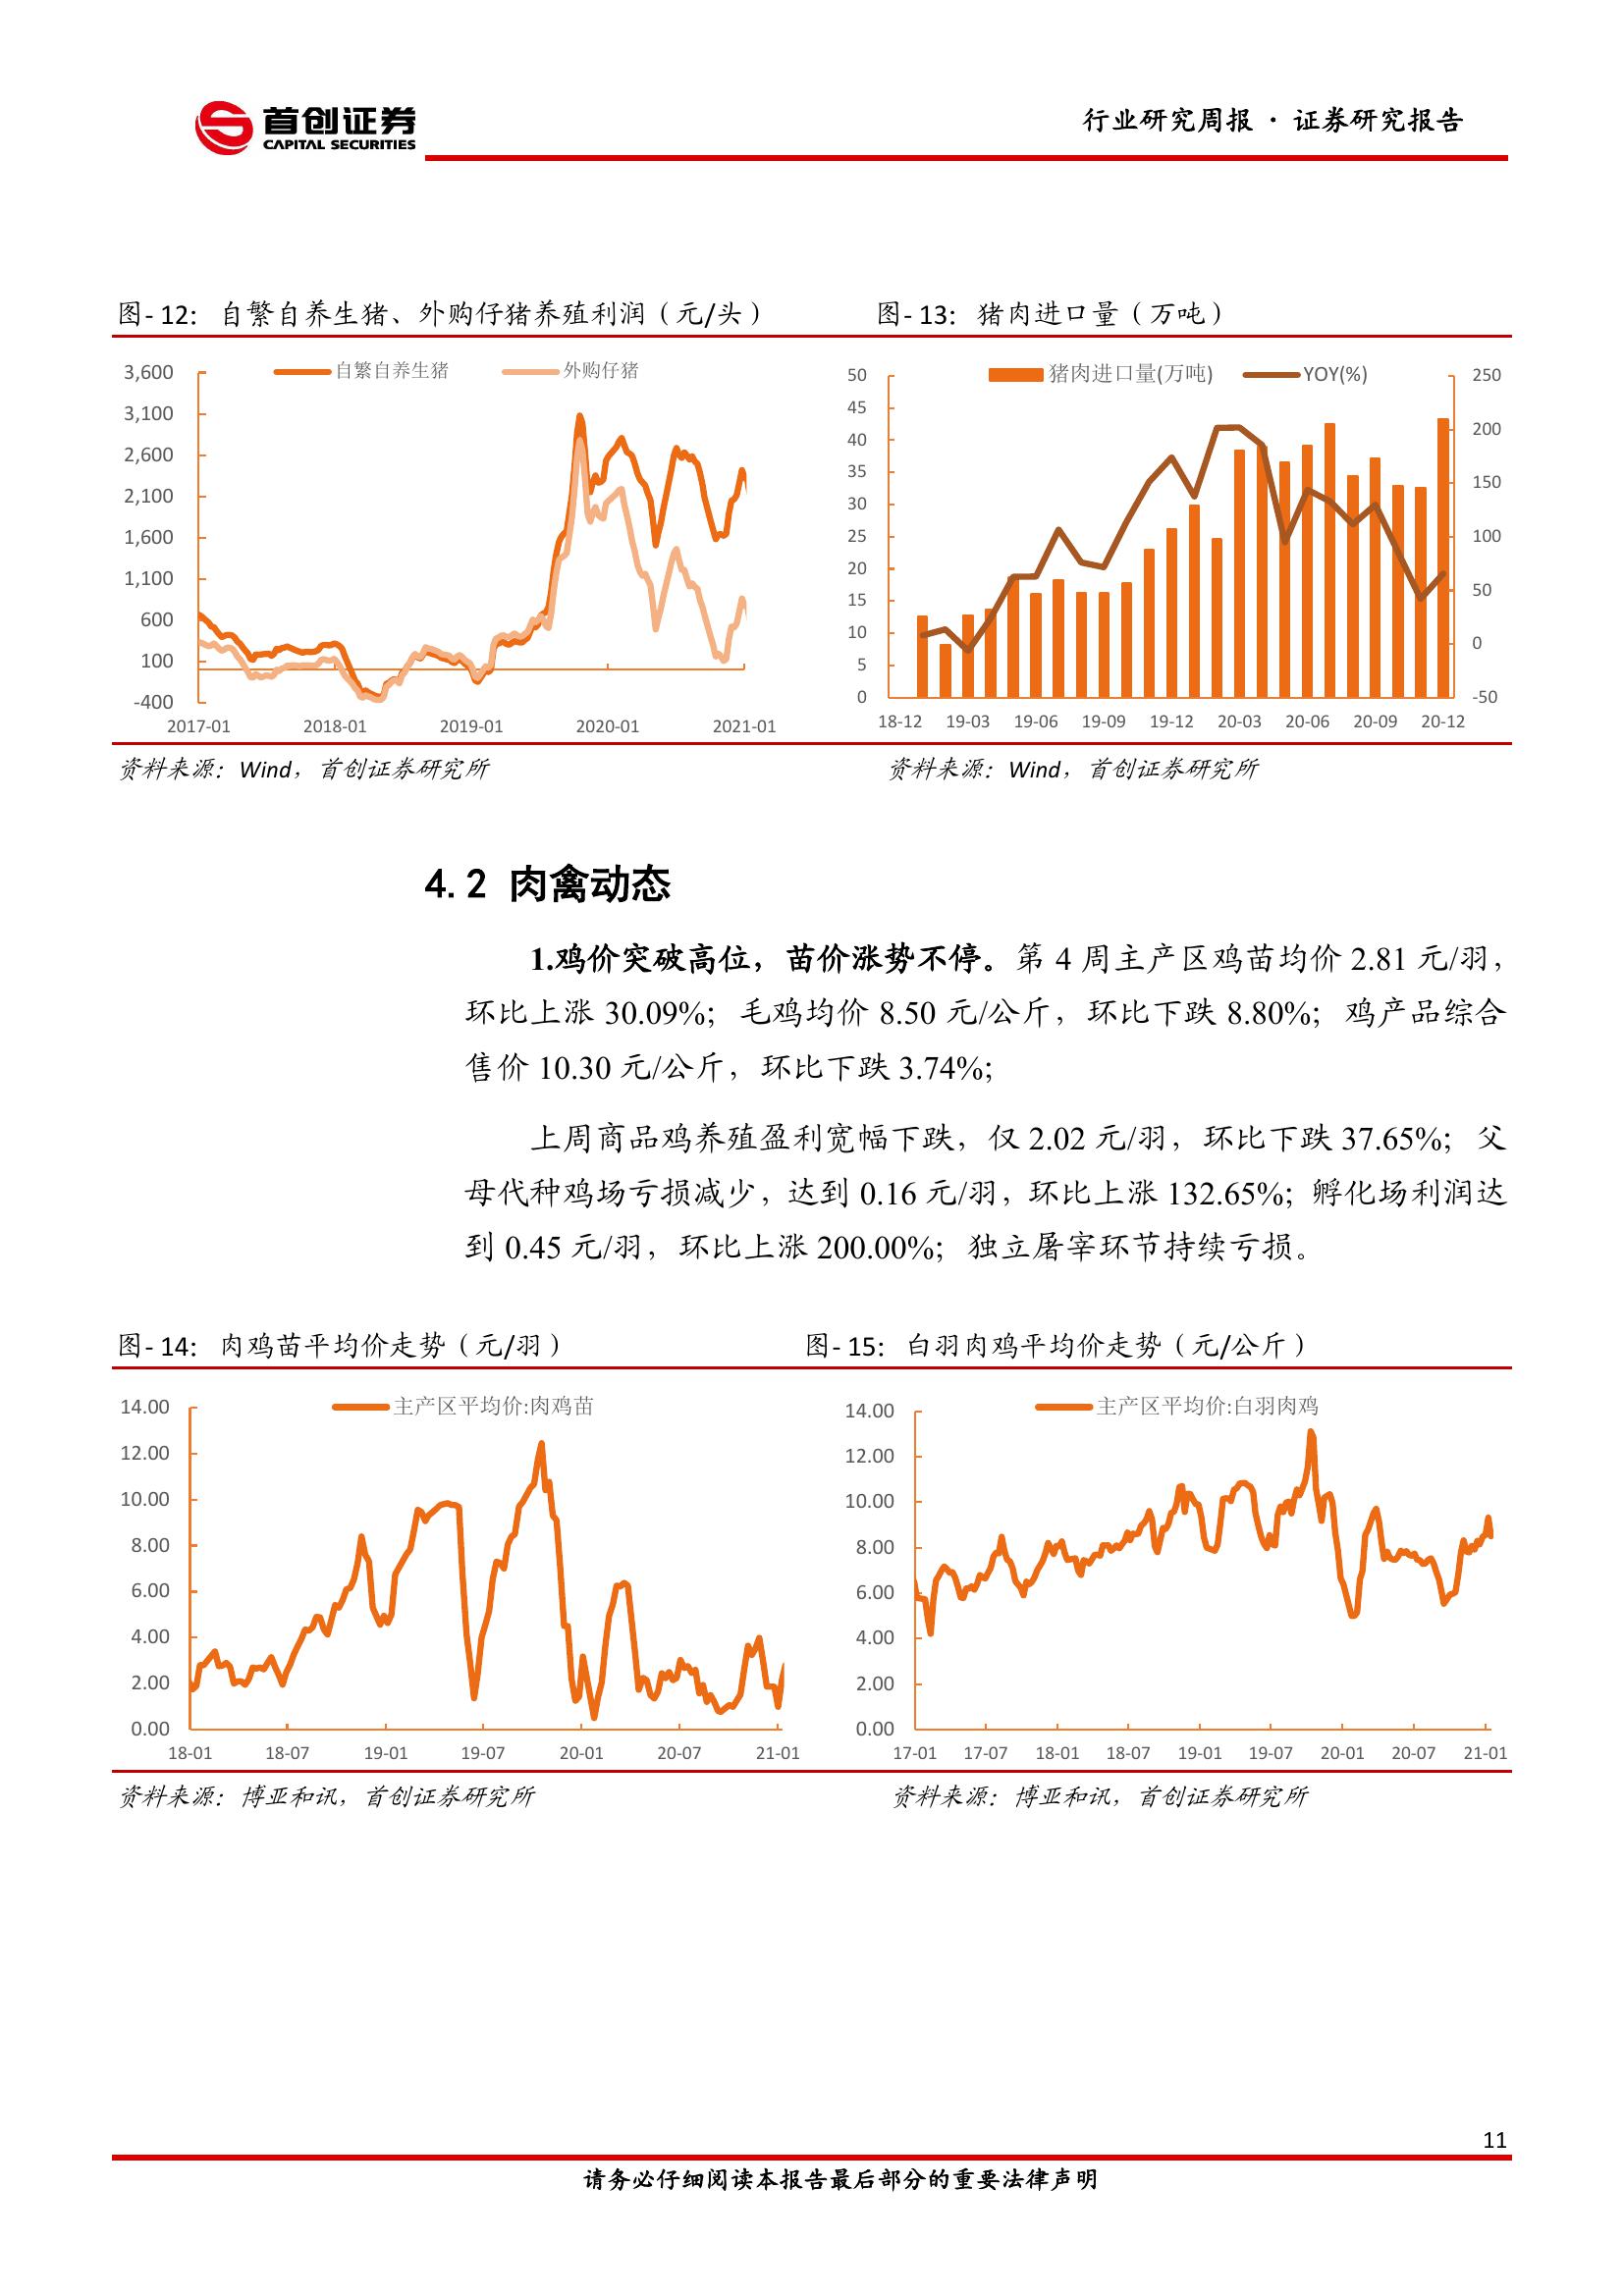 首创证券
CAPITAL SECURITIES
行业研究周报 · 证券研究报告
图- 12: 自繁自养生猪、外购仔猪养殖利润（元/头）
自繁自养生猪 外购仔猪
3,600
3,100
2,600
2,100
1,600
1,100
600
100
-400
2017-01 2018-01 2019-01 2020-01 2021-01
资料来源：Wind，首创证券研究所
图- 13: 猪肉进口量（万吨）
猪肉进口量(万吨) YOY(%)
50
45
40
35
30
25
20
15
10
5
0
250
200
150
100
50
0
-50
18-12 19-03 19-06 19-09 19-12 20-03 20-06 20-09 20-12
资料来源：Wind，首创证券研究所
4.2 肉禽动态
1.鸡价突破高位，苗价涨势不停。第 4 周主产区鸡苗均价 2.81 元/羽，
环比上涨 30.09%；毛鸡均价 8.50 元/公斤，环比下跌 8.80%；鸡产品综合
售价 10.30 元/公斤，环比下跌 3.74%;
上周商品鸡养殖盈利宽幅下跌，仅 2.02 元/羽，环比下跌 37.65%；父
母代种鸡场亏损减少，达到 0.16 元/羽，环比上涨 132.65%；孵化场利润达
到 0.45 元/羽，环比上涨 200.00%；独立屠宰环节持续亏损。
图- 14: 肉鸡苗平均价走势（元/羽）
主产区平均价:肉鸡苗
14.00
12.00
10.00
8.00
6.00
4.00
2.00
0.00
18-01 18-07 19-01 19-07 20-01 20-07 21-01
资料来源：博亚和讯，首创证券研究所
图- 15: 白羽肉鸡平均价走势（元/公斤）
主产区平均价:白羽肉鸡
14.00
12.00
10.00
8.00
6.00
4.00
2.00
0.00
17-01 17-07 18-01 18-07 19-01 19-07 20-01 20-07 21-01
资料来源：博亚和讯，首创证券研究所
11
请务必仔细阅读本报告最后部分的重要法律声明